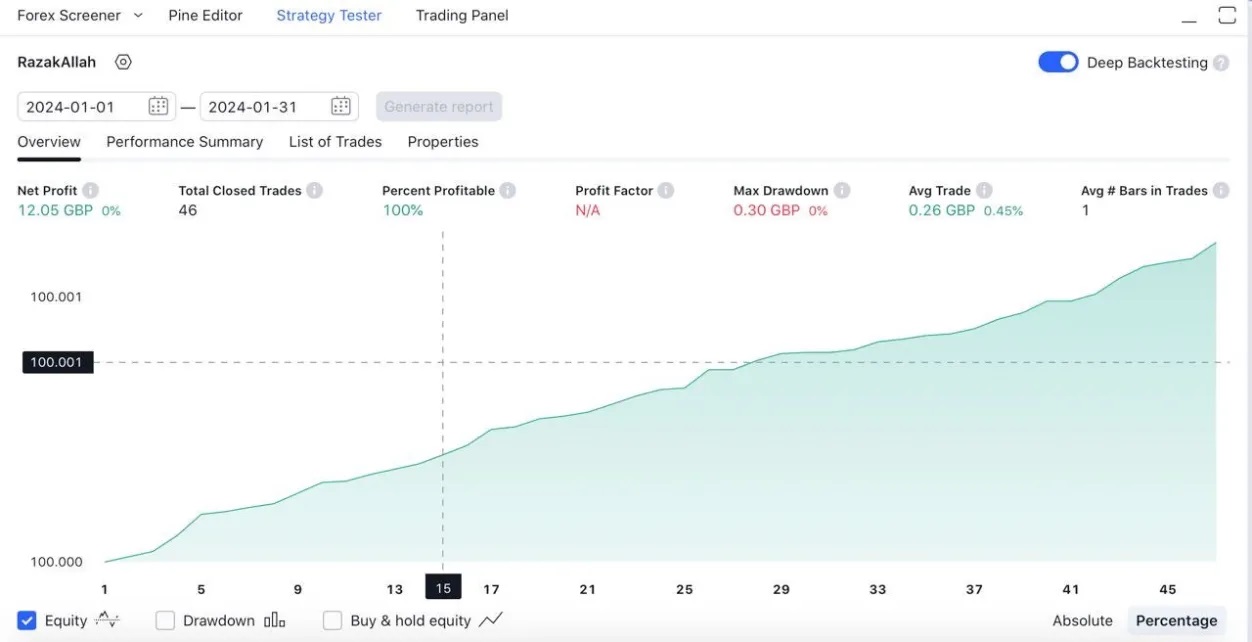 Forex Screener Pine Editor Strategy Tester Trading Panel
RazakAllah Deep Backtesting ?
2024-01-01 — 2024-01-31 Generate report
Overview Performance Summary List of Trades Properties
Net Profit Total Closed Trades Percent Profitable Profit Factor Max Drawdown Avg Trade Avg # Bars in Trades
12.05 GBP 0% 46 100% N/A 0.30 GBP 0% 0.26 GBP 0.45% 1
100.001
100.001
100.000
1 5 9 13 15 17 21 25 29 33 37 41 45
Equity Drawdown Buy & hold equity Absolute Percentage